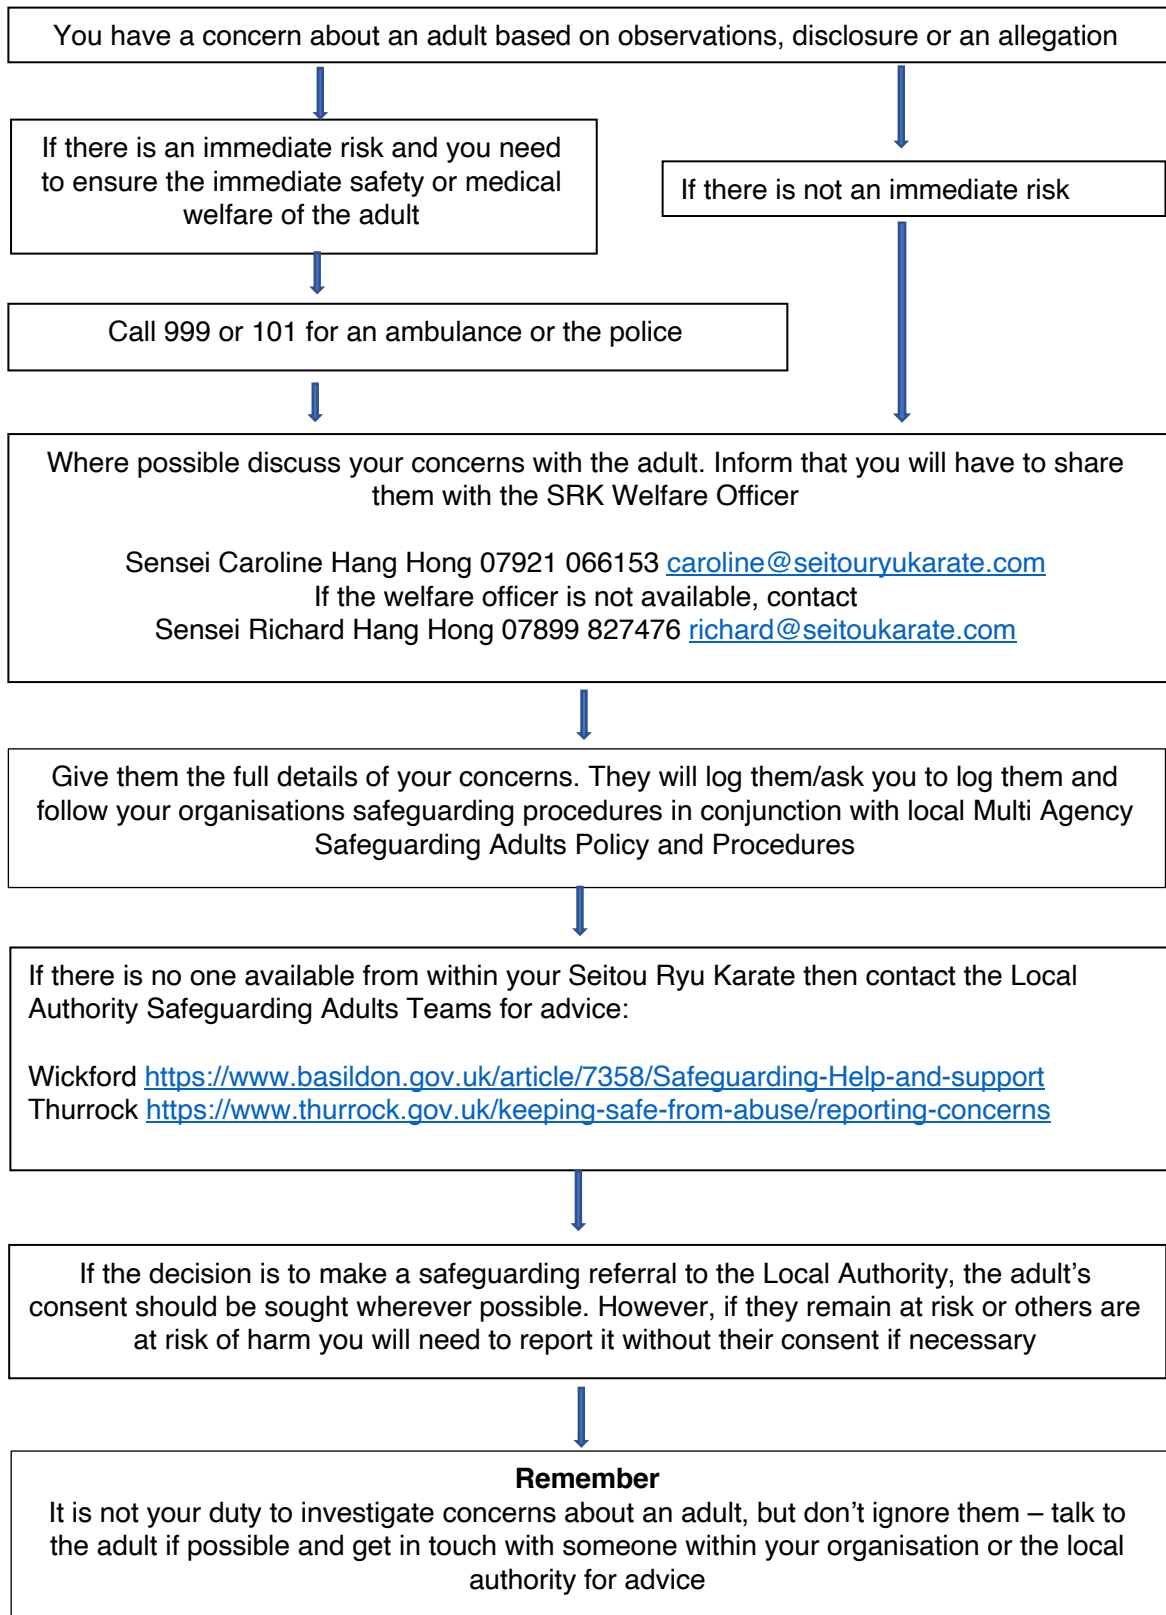 You have a concern about an adult based on observations, disclosure or an allegation
If there is an immediate risk and you need
to ensure the immediate safety or medical
welfare of the adult
If there is not an immediate risk
Call 999 or 101 for an ambulance or the police
Where possible discuss your concerns with the adult. Inform that you will have to share
them with the SRK Welfare Officer
Sensei Caroline Hang Hong 07921 066153 caroline@seitouryukarate.com
If the welfare officer is not available, contact
Sensei Richard Hang Hong 07899 827476 richard@seitoukarate.com
Give them the full details of your concerns. They will log them/ask you to log them and
follow your organisations safeguarding procedures in conjunction with local Multi Agency
Safeguarding Adults Policy and Procedures
If there is no one available from within your Seitou Ryu Karate then contact the Local
Authority Safeguarding Adults Teams for advice:
Wickford https://www.basildon.gov.uk/article/7358/Safeguarding-Help-and-support
Thurrock https://www.thurrock.gov.uk/keeping-safe-from-abuse/reporting-concerns
If the decision is to make a safeguarding referral to the Local Authority, the adult’s
consent should be sought wherever possible. However, if they remain at risk or others are
at risk of harm you will need to report it without their consent if necessary
Remember
It is not your duty to investigate concerns about an adult, but don’t ignore them – talk to
the adult if possible and get in touch with someone within your organisation or the local
authority for advice